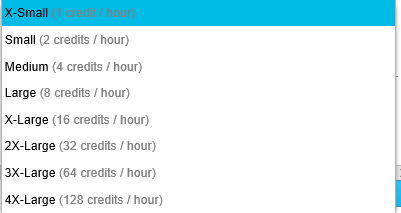 X-Small (1 credit / hour)
Small (2 credits / hour)
Medium (4 credits / hour)
Large (8 credits / hour)
X-Large (16 credits / hour)
2X-Large (32 credits / hour)
3X-Large (64 credits / hour)
4X-Large (128 credits / hour)